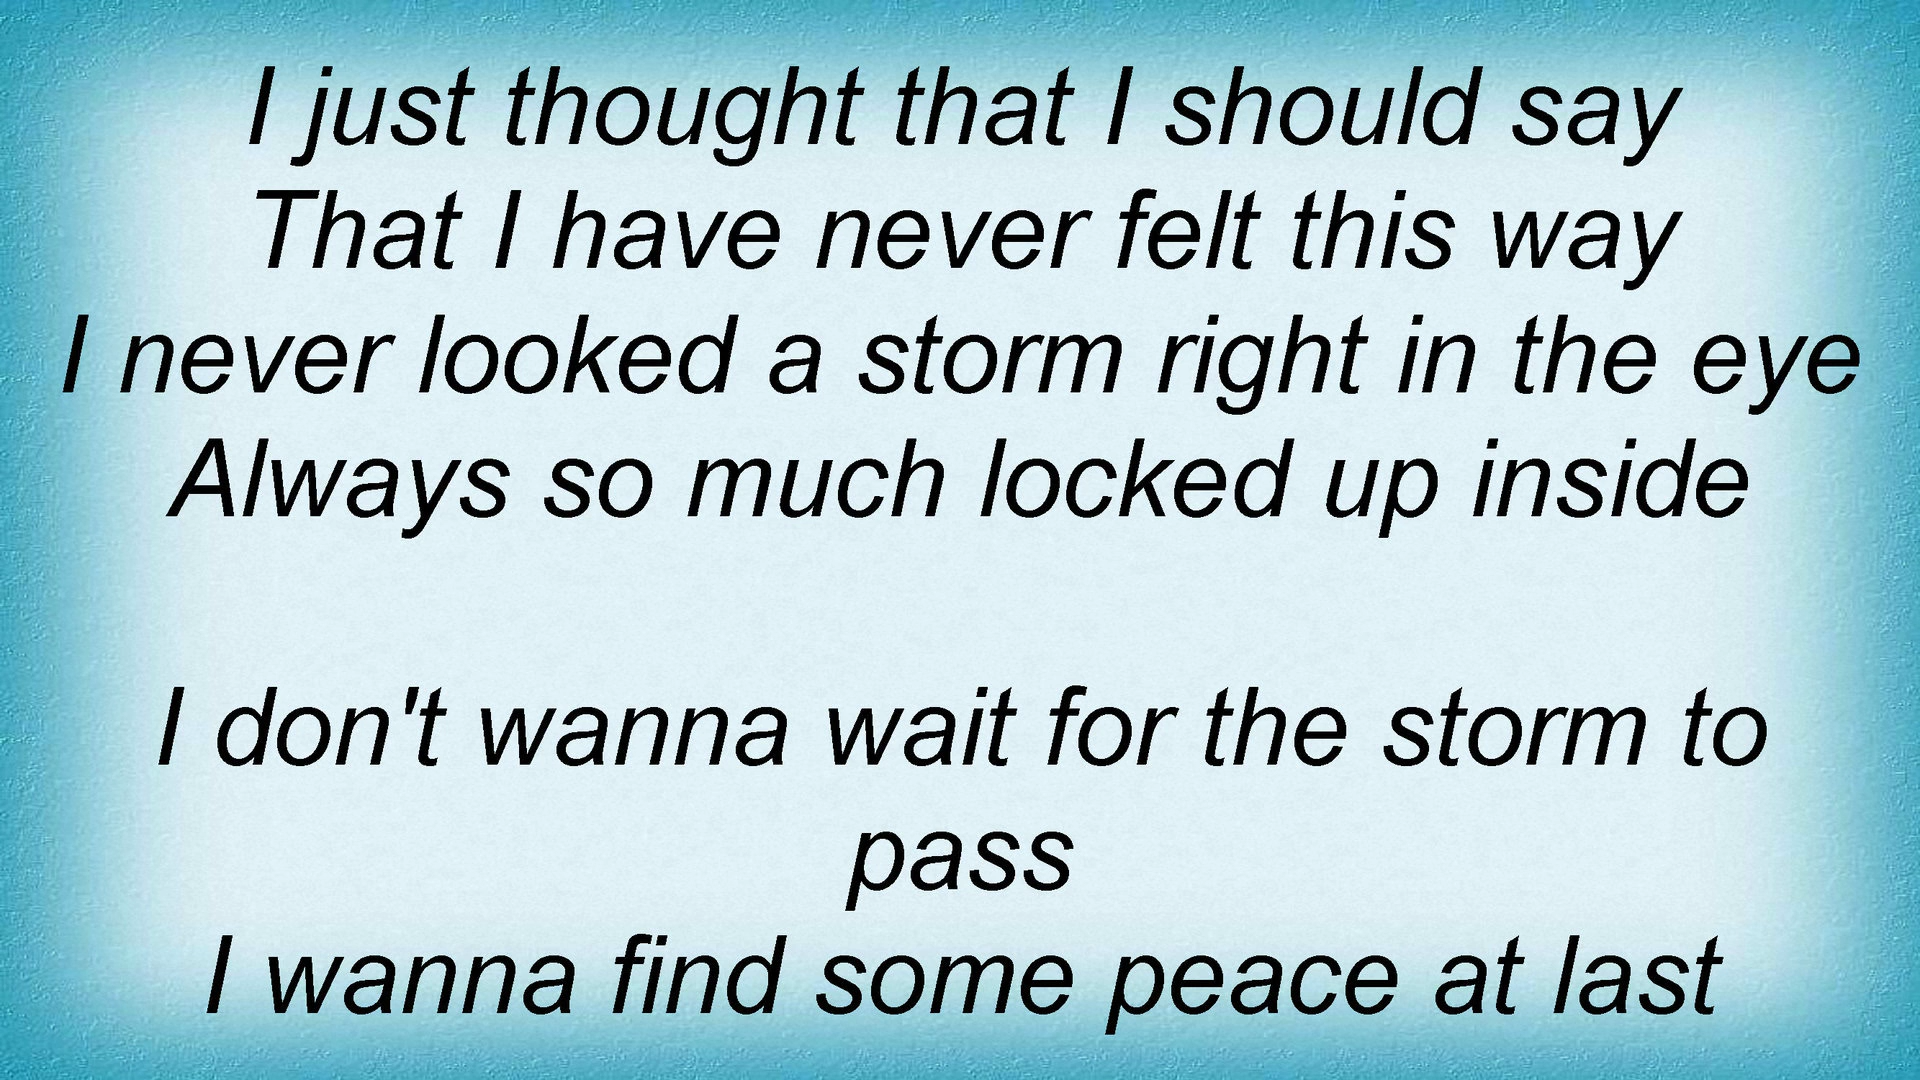 I just thought that I should say
That I have never felt this way
I never looked a storm right in the eye
Always so much locked up inside

I don't wanna wait for the storm to
pass
I wanna find some peace at last